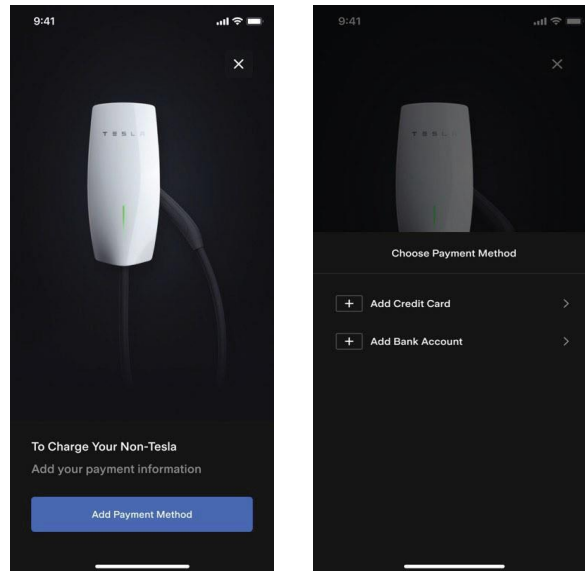 9:41
TESLA
To Charge Your Non-Tesla
Add your payment information
Add Payment Method
9:41
TESLA
Choose Payment Method
Add Credit Card
Add Bank Account